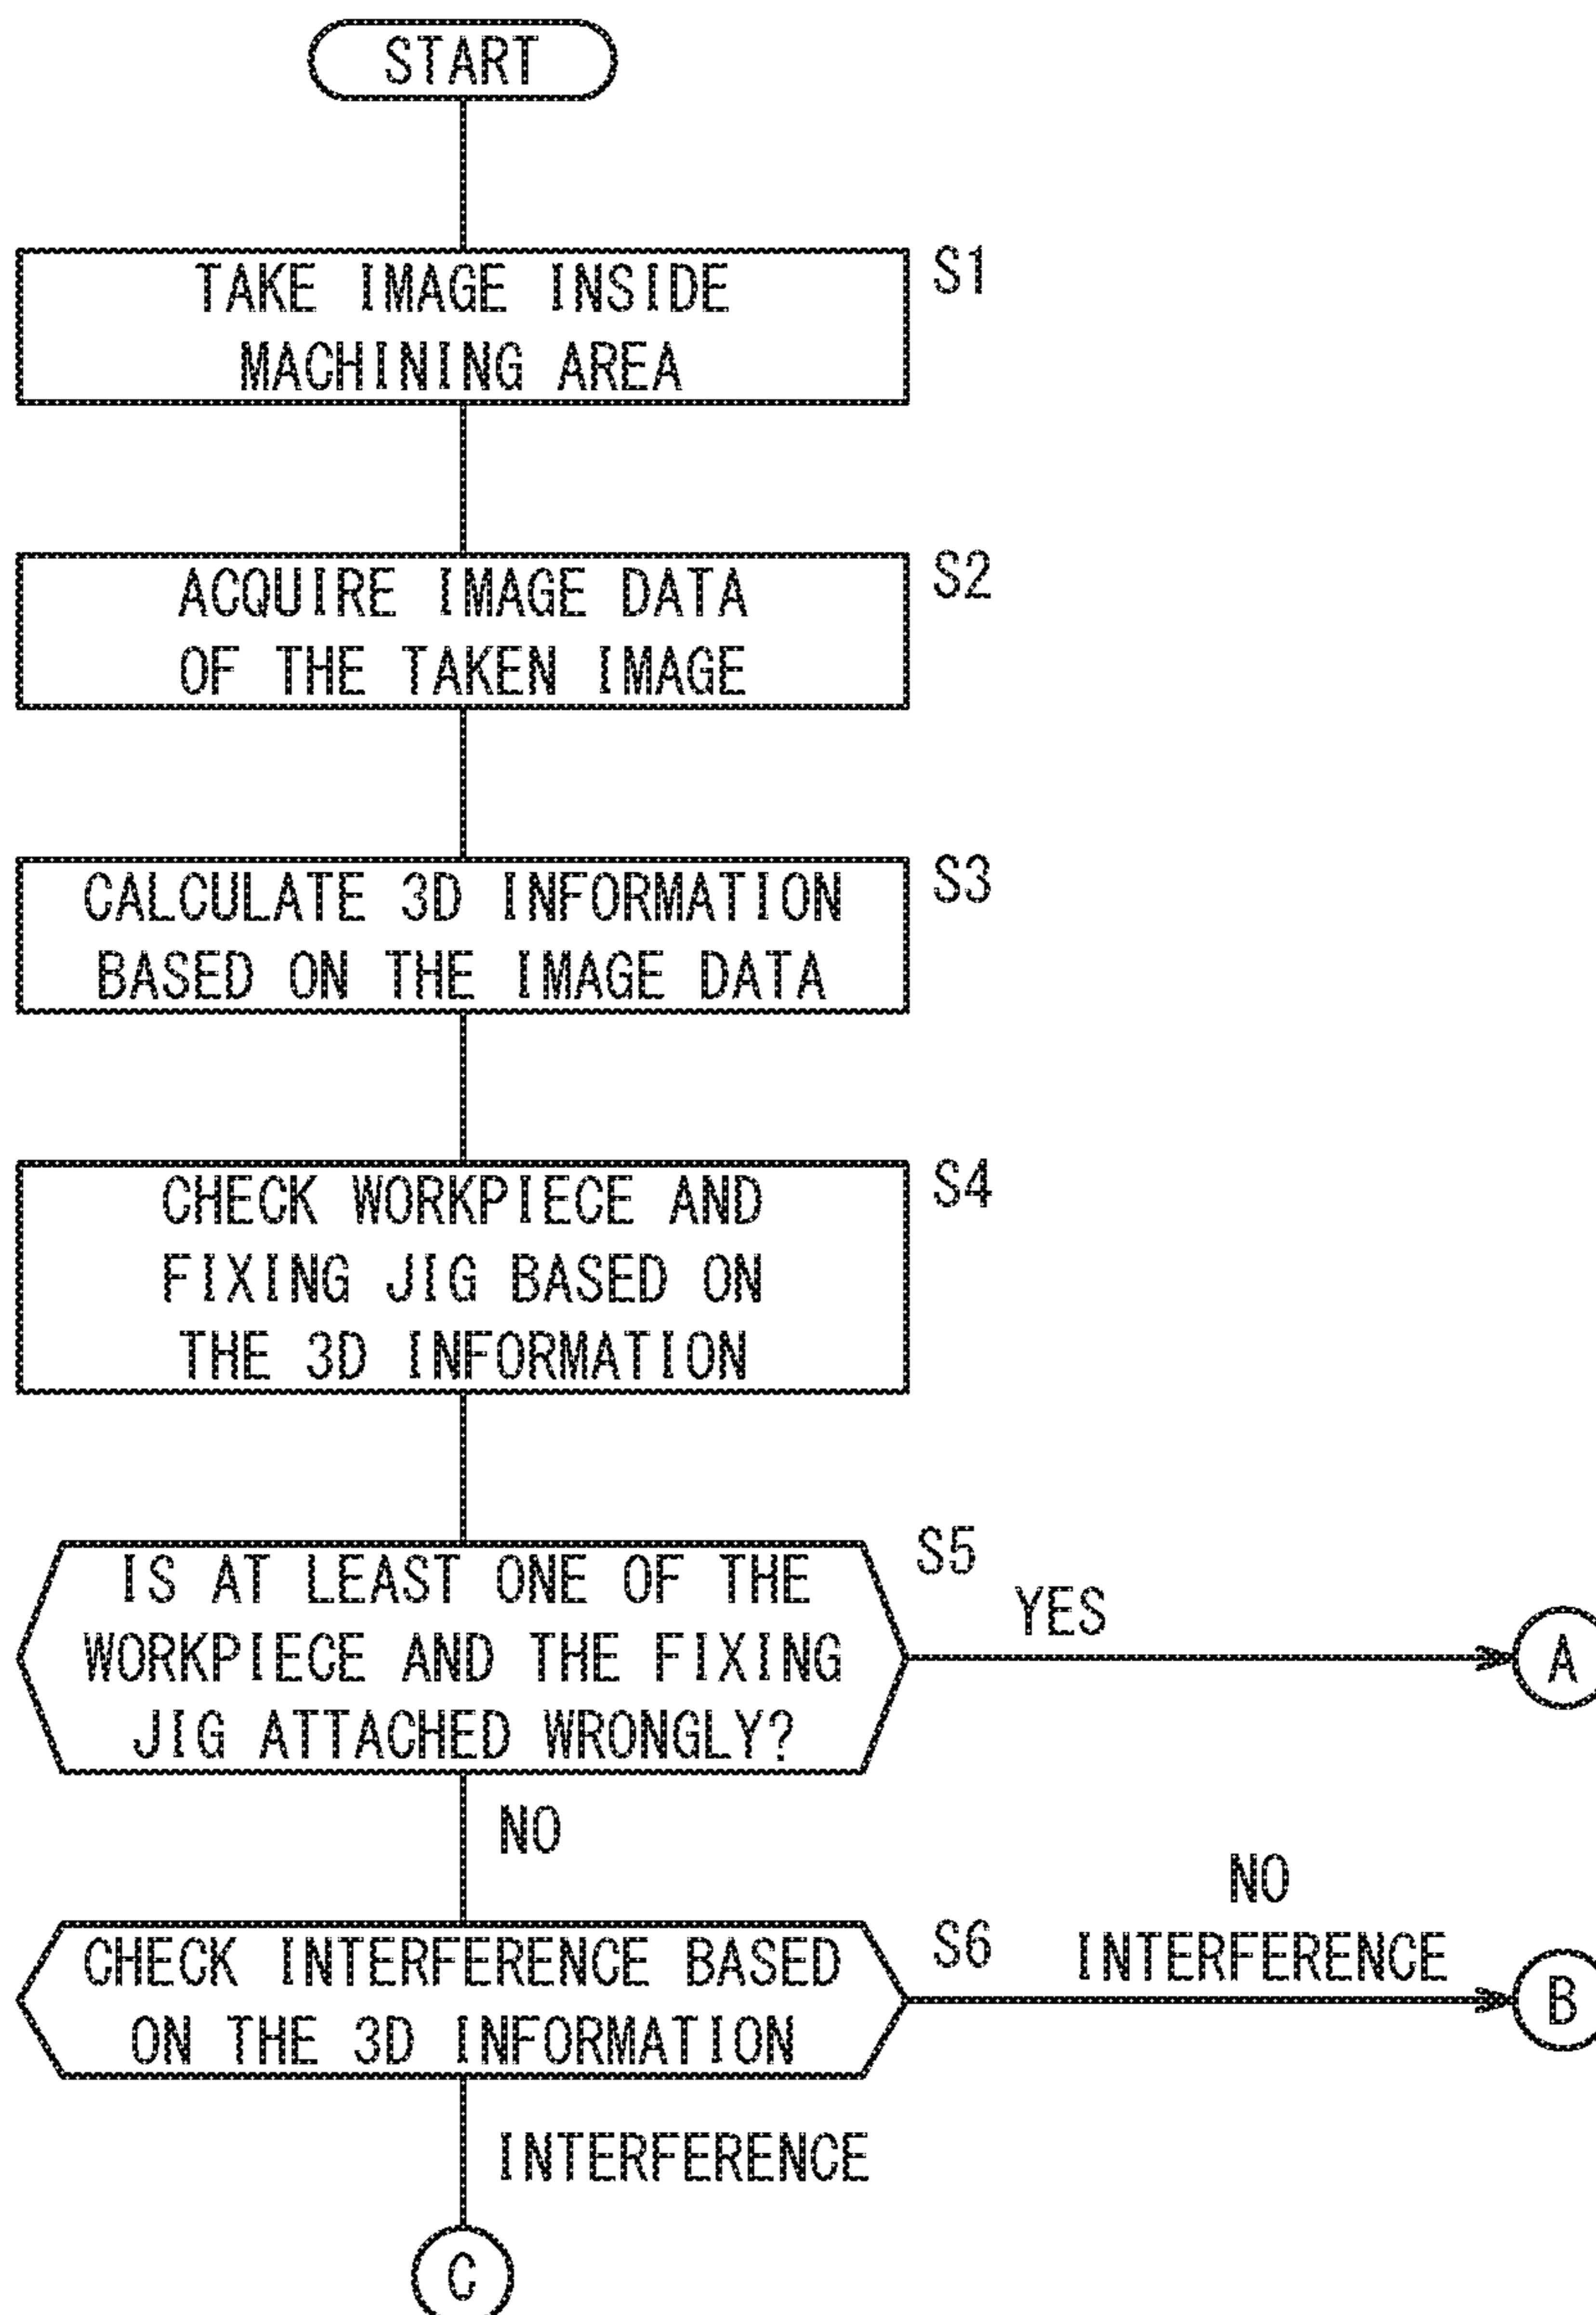 START
TAKE IMAGE INSIDE
MACHINING AREA
S1
ACQUIRE IMAGE DATA
OF THE TAKEN IMAGE
S2
CALCULATE 3D INFORMATION
BASED ON THE IMAGE DATA
S3
CHECK WORKPIECE AND
FIXING JIG BASED ON
THE 3D INFORMATION
S4
IS AT LEAST ONE OF THE
WORKPIECE AND THE FIXING
JIG ATTACHED WRONGLY?
S5
YES
A
NO
CHECK INTERFERENCE BASED
ON THE 3D INFORMATION
S6
NO
INTERFERENCE
B
INTERFERENCE
C